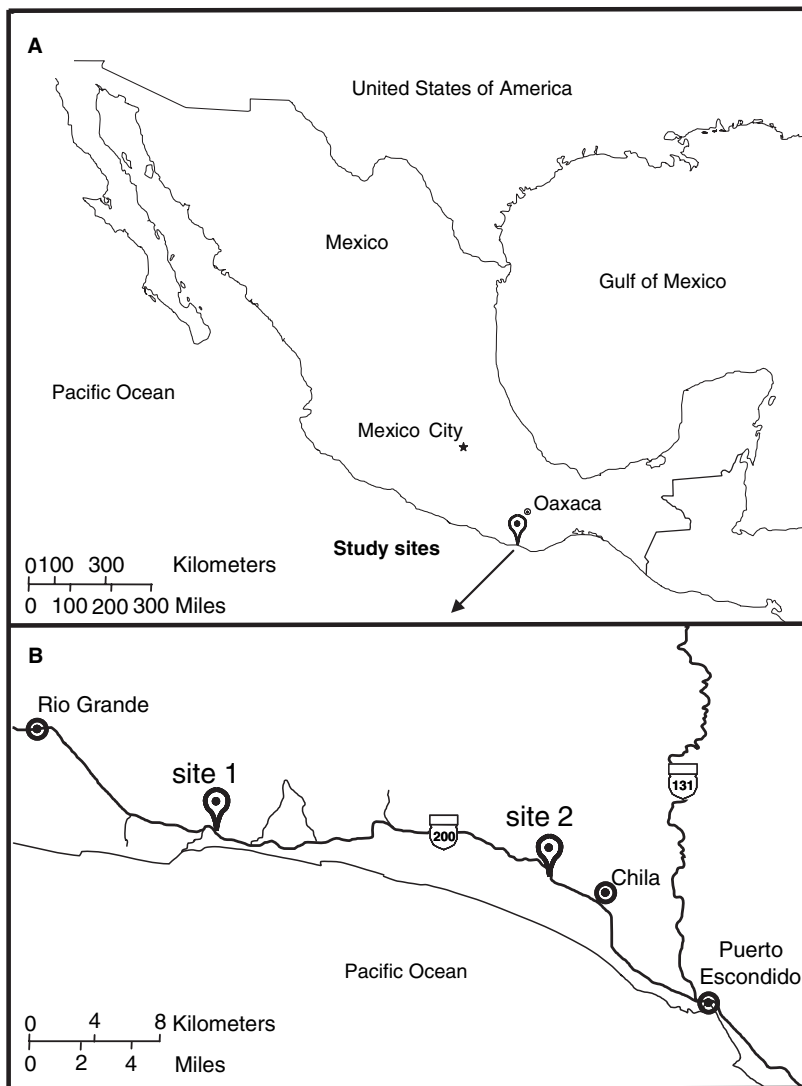 A
United States of America
Mexico
Gulf of Mexico
Pacific Ocean
Mexico City
Oaxaca
Study sites
0100 300 Kilometers
0 100 200 300 Miles
B
Rio Grande
site 1
131
200
site 2
Chila
Puerto
Escondido
Pacific Ocean
0 4 8 Kilometers
0 2 4 Miles